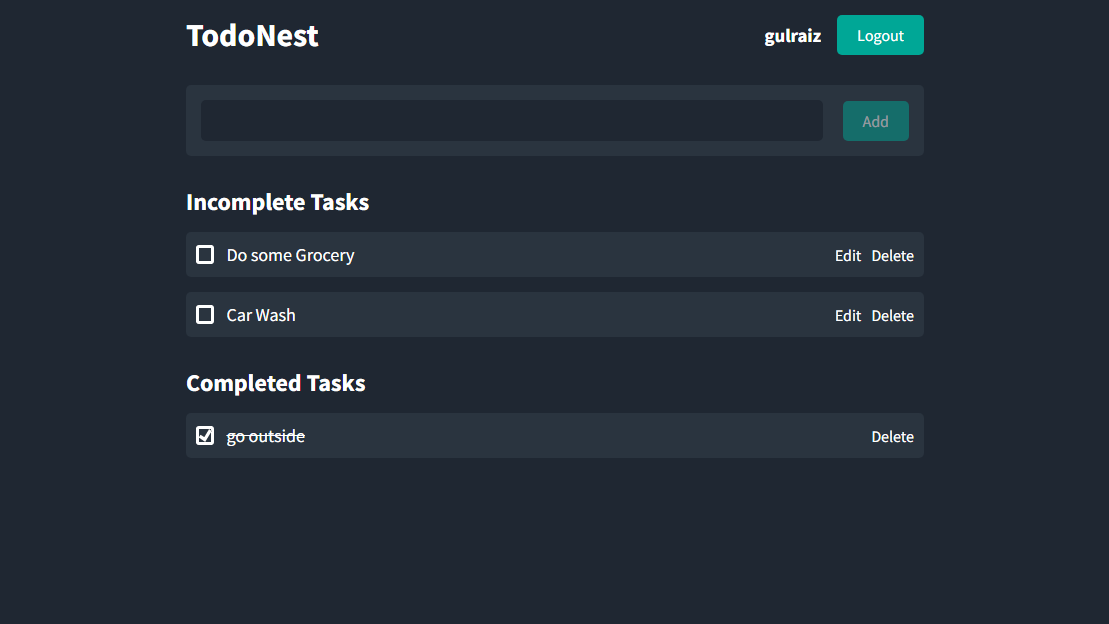 TodoNest
gulraiz Logout
Add
Incomplete Tasks
Do some Grocery Edit Delete
Car Wash Edit Delete
Completed Tasks
go outside Delete